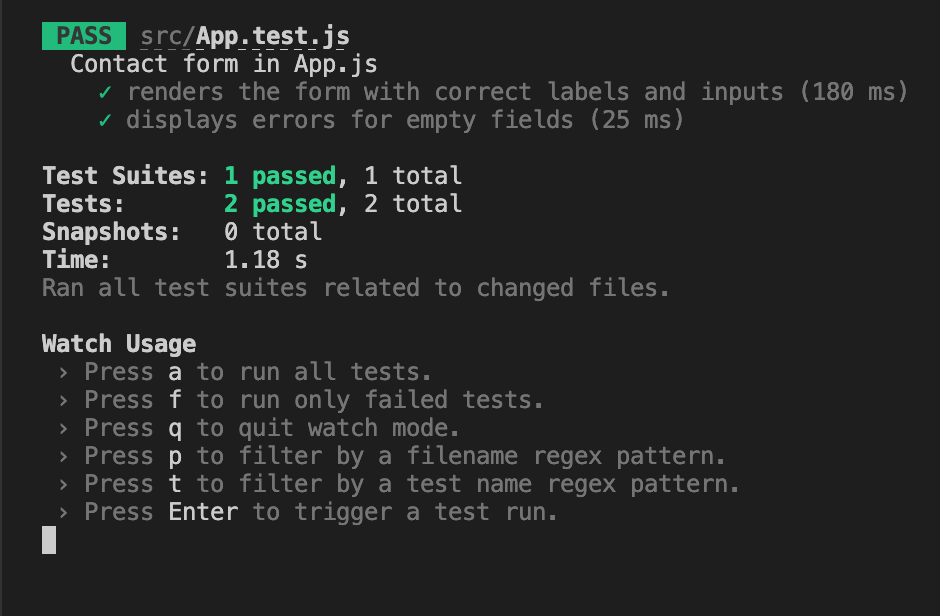 PASS src/App.test.js
Contact form in App.js
✓ renders the form with correct labels and inputs (180 ms)
✓ displays errors for empty fields (25 ms)
Test Suites: 1 passed, 1 total
Tests: 2 passed, 2 total
Snapshots: 0 total
Time: 1.18 s
Ran all test suites related to changed files.
Watch Usage
› Press a to run all tests.
› Press f to run only failed tests.
› Press q to quit watch mode.
› Press p to filter by a filename regex pattern.
› Press t to filter by a test name regex pattern.
› Press Enter to trigger a test run.